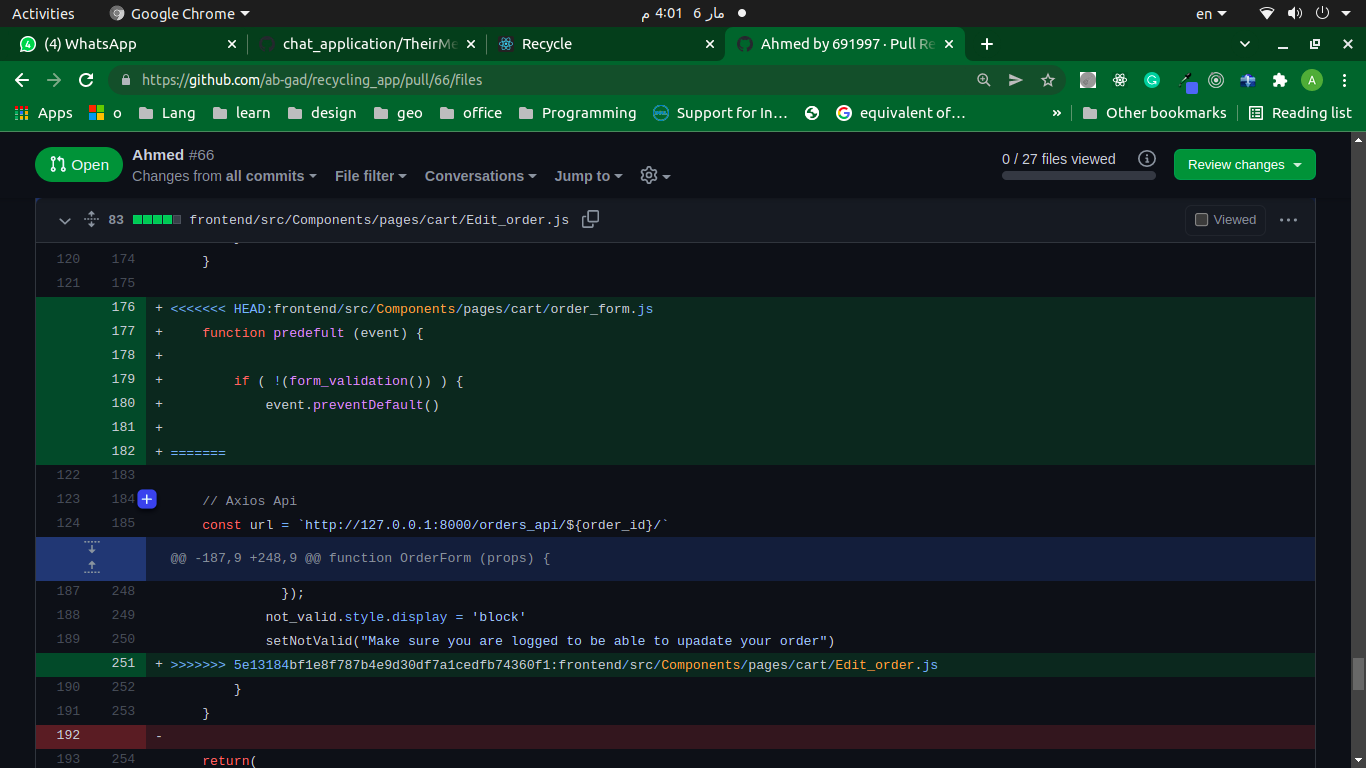 Activities
Google Chrome
مار 6  4:01 م
en
(4) WhatsApp
chat_application/TheirMe
Recycle
Ahmed by 691997 · Pull Re
https://github.com/ab-gad/recycling_app/pull/66/files
A
Apps
o
Lang
learn
design
geo
office
Programming
Support for In…
equivalent of…
»
Other bookmarks
Reading list
Open
Ahmed #66
Changes from all commits
File filter
Conversations
Jump to
0 / 27 files viewed
Review changes
83 frontend/src/Components/pages/cart/Edit_order.js
Viewed
120 174 }
121 175
176 + <<<<<<< HEAD:frontend/src/Components/pages/cart/order_form.js
177 + function predefult (event) {
178 +
179 + if ( !(form_validation()) ) {
180 + event.preventDefault()
181 +
182 + =======
122 183
123 184 // Axios Api
124 185 const url = `http://127.0.0.1:8000/orders_api/${order_id}/`
@@ -187,9 +248,9 @@ function OrderForm (props) {
187 248 });
188 249 not_valid.style.display = 'block'
189 250 setNotValid("Make sure you are logged to be able to upadate your order")
251 + >>>>>>> 5e13184bf1e8f787b4e9d30df7a1cedfb74360f1:frontend/src/Components/pages/cart/Edit_order.js
190 252 }
191 253 }
192 -
193 254 return(